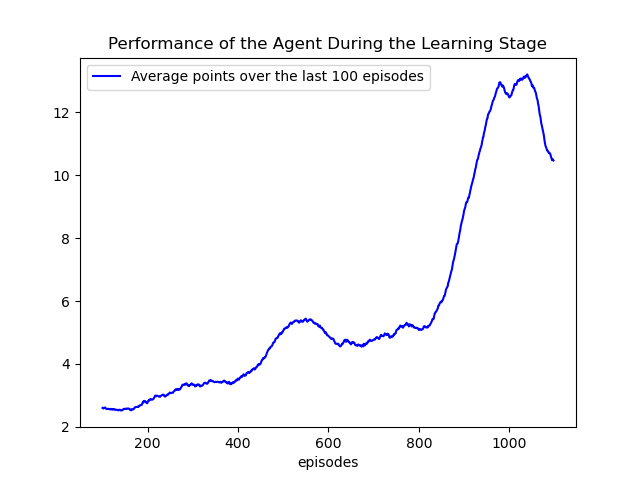 Performance of the Agent During the Learning Stage
Average points over the last 100 episodes
12
10
8
6
4
2
200 400 600 800 1000
episodes